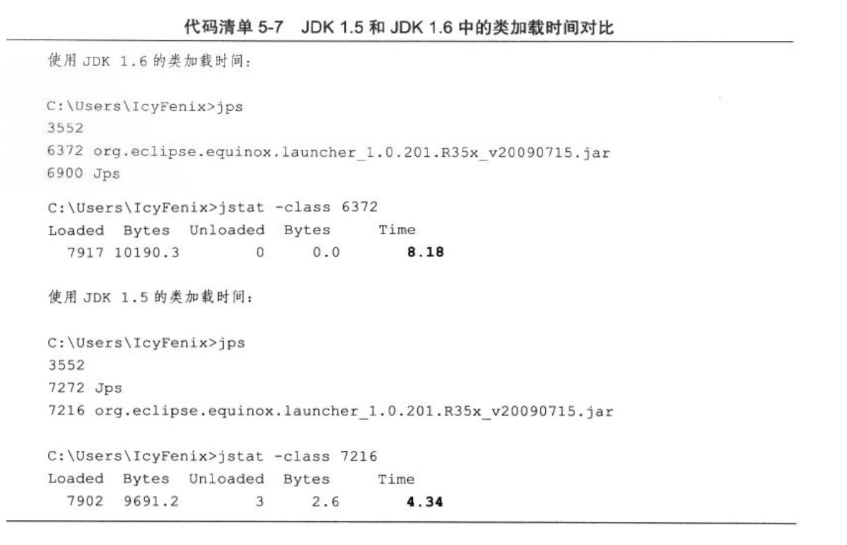 代码清单 5-7 JDK 1.5 和 JDK 1.6 中的类加载时间对比
使用 JDK 1.6 的类加载时间：
C:\Users\IcyFenix>jps
3552
6372 org.eclipse.equinox.launcher_1.0.201.R35x_v20090715.jar
6900 Jps
C:\Users\IcyFenix>jstat -class 6372
Loaded Bytes Unloaded Bytes Time
7917 10190.3 0 0.0 8.18
使用 JDK 1.5 的类加载时间：
C:\Users\IcyFenix>jps
3552
7272 Jps
7216 org.eclipse.equinox.launcher_1.0.201.R35x_v20090715.jar
C:\Users\IcyFenix>jstat -class 7216
Loaded Bytes Unloaded Bytes Time
7902 9691.2 3 2.6 4.34